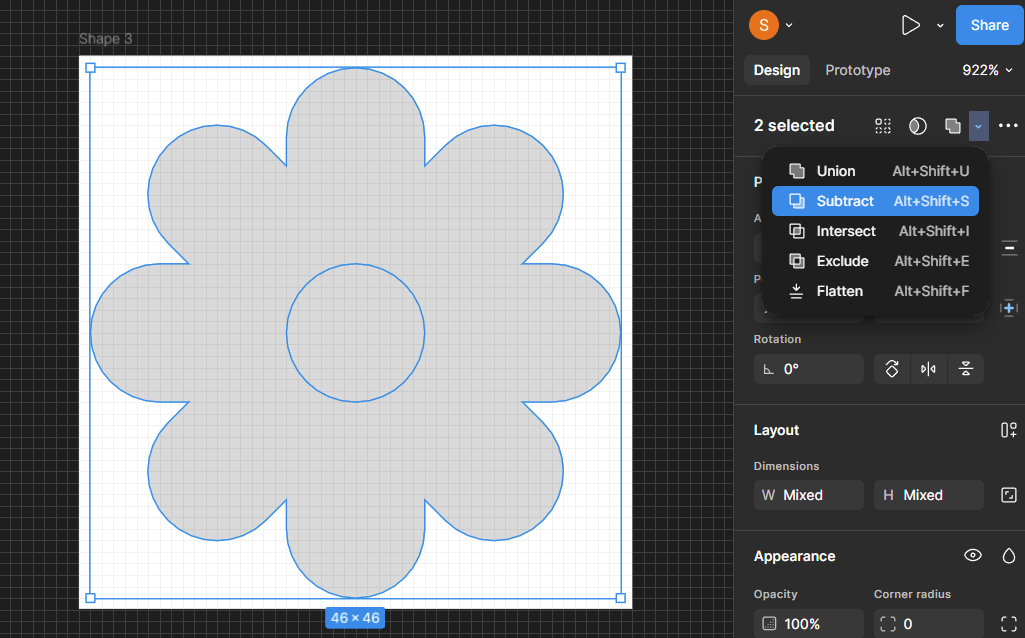 Shape 3
46 × 46
S
Share
Design
Prototype
922%
2 selected
Union Alt+Shift+U
Subtract Alt+Shift+S
Intersect Alt+Shift+I
Exclude Alt+Shift+E
Flatten Alt+Shift+F
P
A
P
Rotation
0°
Layout
Dimensions
W Mixed
H Mixed
Appearance
Opacity
Corner radius
100%
0